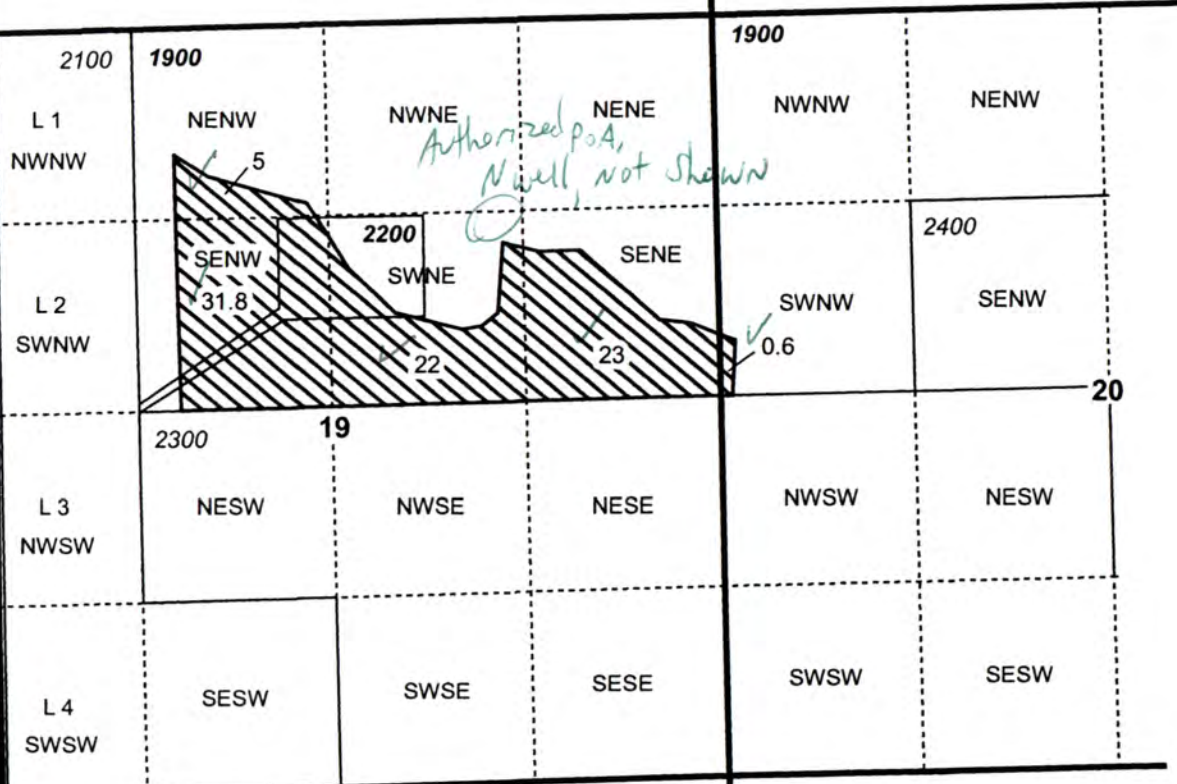 2100 1900 1900
L 1
NWNW
NENW NWNE NENE NWNW NENW
Authorized POA,
N well, not shown
5
2200 2400
L 2
SWNW
SENW SWNE SENE SWNW SENW
31.8 22 23 0.6
2300 19 20
L 3
NWSW
NESW NWSE NESE NWSW NESW
L 4
SWSW
SESW SWSE SESE SWSW SESW